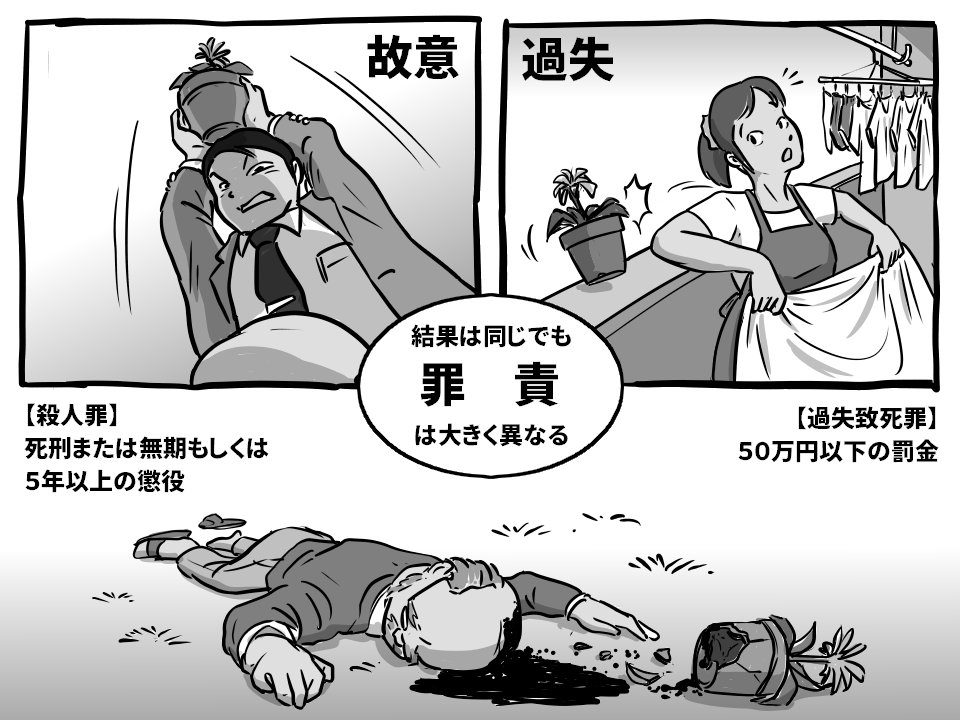 故意
過失
結果は同じでも
罪 責
は大きく異なる
【殺人罪】
死刑または無期もしくは
5年以上の懲役
【過失致死罪】
50万円以下の罰金